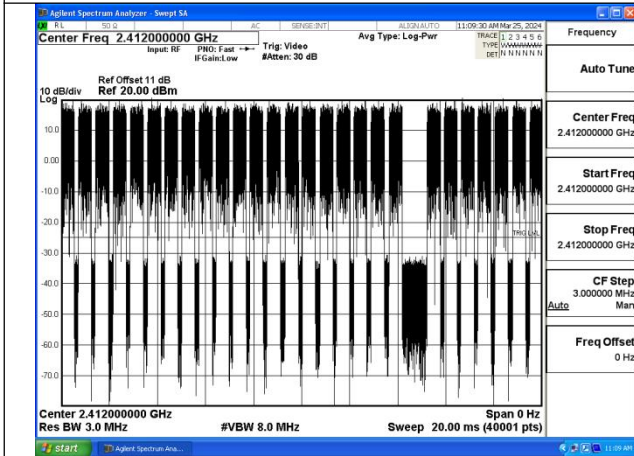 Agilent Spectrum Analyzer - Swept SA
RL 50 Ω AC SENSE:INT ALIGN AUTO 11:09:30 AM Mar 25, 2024
Center Freq 2.412000000 GHz
Input: RF PNO: Fast Trig: Video
IFGain:Low #Atten: 30 dB
Avg Type: Log-Pwr
TRACE 1 2 3 4 5 6
TYPE WWWWWW
DET N N N N N N
Ref Offset 11 dB
10 dB/div Ref 20.00 dBm
Log
10.0
0.00
-10.0
-20.0
TRIG LVL
-30.0
-40.0
-50.0
-60.0
-70.0
Center 2.412000000 GHz Span 0 Hz
Res BW 3.0 MHz #VBW 8.0 MHz Sweep 20.00 ms (40001 pts)
Frequency
Auto Tune
Center Freq
2.412000000 GHz
Start Freq
2.412000000 GHz
Stop Freq
2.412000000 GHz
CF Step
3.000000 MHz
Auto Man
Freq Offset
0 Hz
start Agilent Spectrum Ana... 11:09 AM